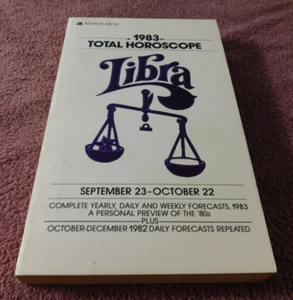 1983
TOTAL HOROSCOPE
Libra
SEPTEMBER 23-OCTOBER 22
COMPLETE YEARLY, DAILY AND WEEKLY FORECASTS, 1983
A PERSONAL PREVIEW OF THE '80s
PLUS
OCTOBER-DECEMBER 1982 DAILY FORECASTS REPEATED